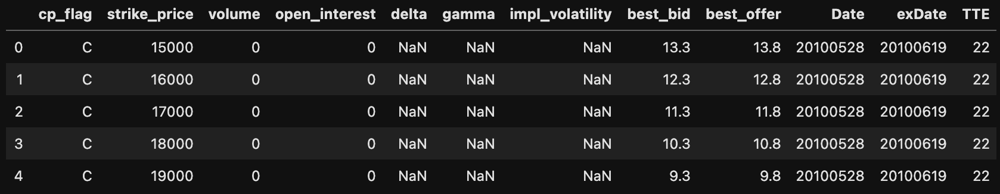 cp_flag strike_price volume open_interest delta gamma impl_volatility best_bid best_offer Date exDate TTE
0 C 15000 0 0 NaN NaN NaN 13.3 13.8 20100528 20100619 22
1 C 16000 0 0 NaN NaN NaN 12.3 12.8 20100528 20100619 22
2 C 17000 0 0 NaN NaN NaN 11.3 11.8 20100528 20100619 22
3 C 18000 0 0 NaN NaN NaN 10.3 10.8 20100528 20100619 22
4 C 19000 0 0 NaN NaN NaN 9.3 9.8 20100528 20100619 22